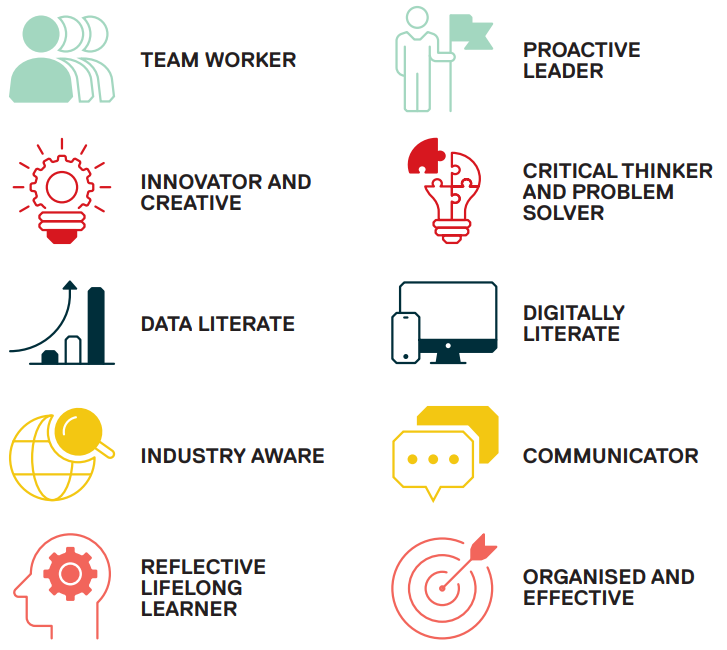 TEAM WORKER
PROACTIVE
LEADER
INNOVATOR AND
CREATIVE
CRITICAL THINKER
AND PROBLEM
SOLVER
DATA LITERATE
DIGITALLY
LITERATE
INDUSTRY AWARE
COMMUNICATOR
REFLECTIVE
LIFELONG
LEARNER
ORGANISED AND
EFFECTIVE